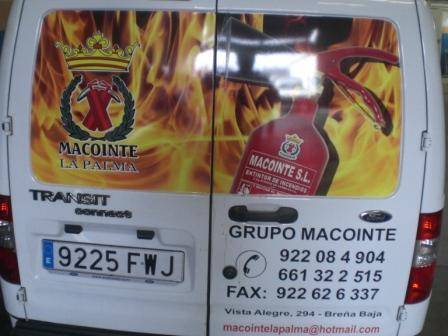 MACOINTE
LA PALMA
MACOINTE S.L.
EXTINTOR DE INCENDIOS
TRANSIT
connect
Ford
E
9225 FWJ
GRUPO MACOINTE
922 08 4 904
661 32 2 515
FAX: 922 62 6 337
Vista Alegre, 294 - Breña Baja
macointelapalma@hotmail.com